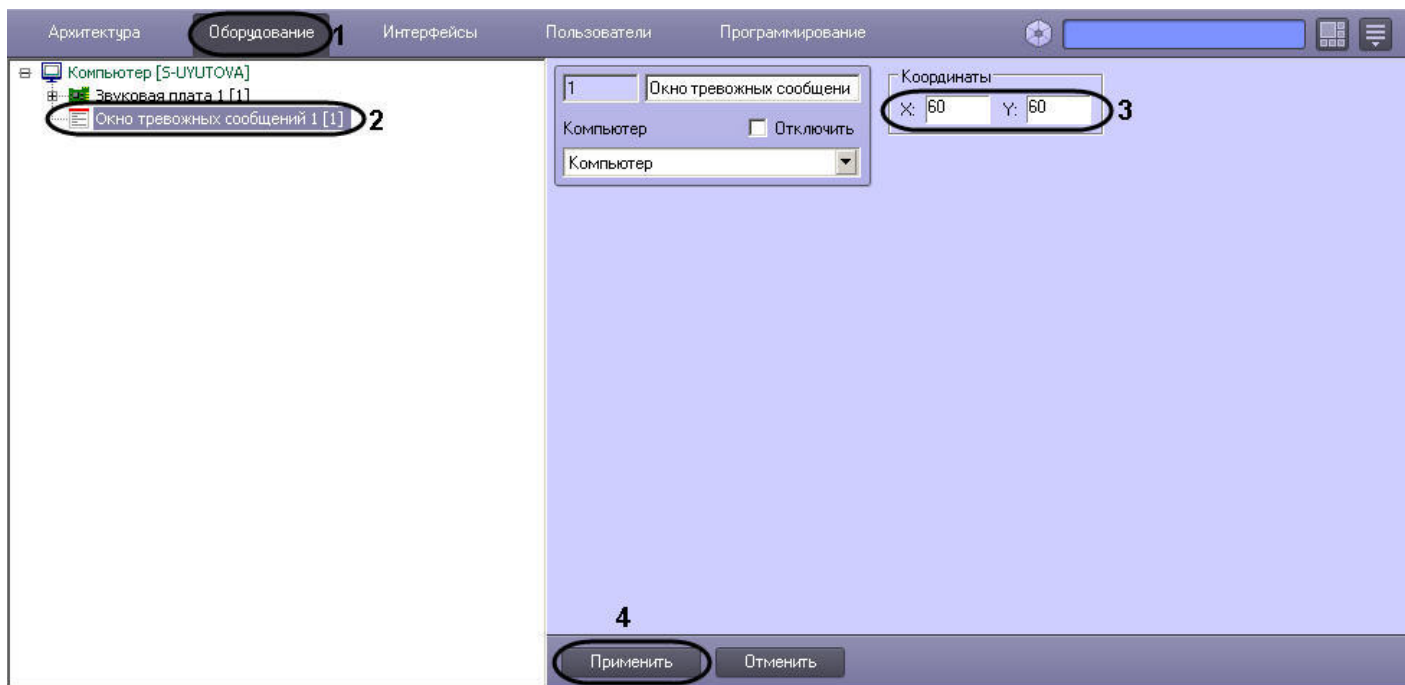 Архитектура Оборудование 1 Интерфейсы Пользователи Программирование
Компьютер [S-UYUTOVA]
Звуковая плата 1 [1]
Окно тревожных сообщений 1 [1] 2
1 Окно тревожных сообщени
Компьютер Отключить
Компьютер
Координаты
X: 60 Y: 60 3
4
Применить Отменить